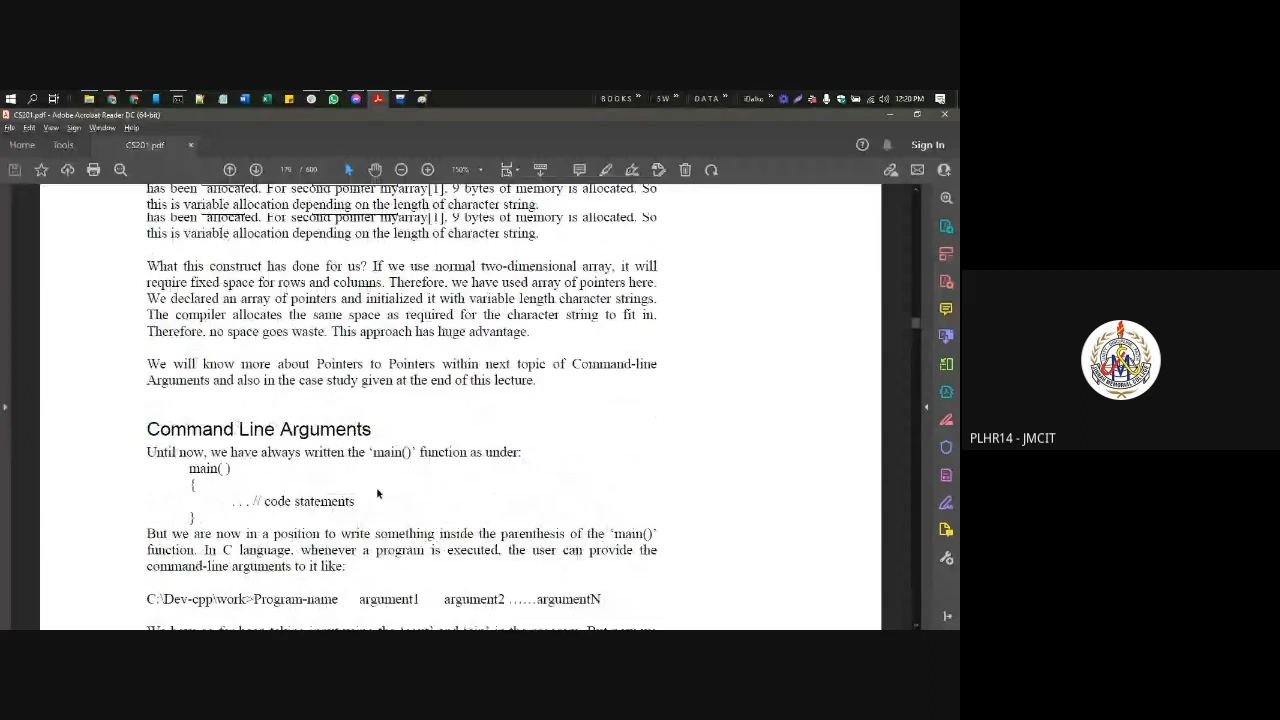 BOOKS » SW » DATA » iDalko » 12:20 PM
CS201.pdf - Adobe Acrobat Reader DC (64-bit)
File Edit View Sign Window Help
Home Tools CS201.pdf × Sign In
179 / 600 150%
has been allocated. For second pointer myarray[1], 9 bytes of memory is allocated. So
this is variable allocation depending on the length of character string.
has been allocated. For second pointer myarray[1], 9 bytes of memory is allocated. So
this is variable allocation depending on the length of character string.
What this construct has done for us? If we use normal two-dimensional array, it will
require fixed space for rows and columns. Therefore, we have used array of pointers here.
We declared an array of pointers and initialized it with variable length character strings.
The compiler allocates the same space as required for the character string to fit in.
Therefore, no space goes waste. This approach has huge advantage.
We will know more about Pointers to Pointers within next topic of Command-line
Arguments and also in the case study given at the end of this lecture.
Command Line Arguments
Until now, we have always written the ‘main()’ function as under:
main( )
{
. . . // code statements
}
But we are now in a position to write something inside the parenthesis of the ‘main()’
function. In C language, whenever a program is executed, the user can provide the
command-line arguments to it like:
C:\Dev-cpp\work>Program-name argument1 argument2 ……argumentN
PLHR14 - JMCIT